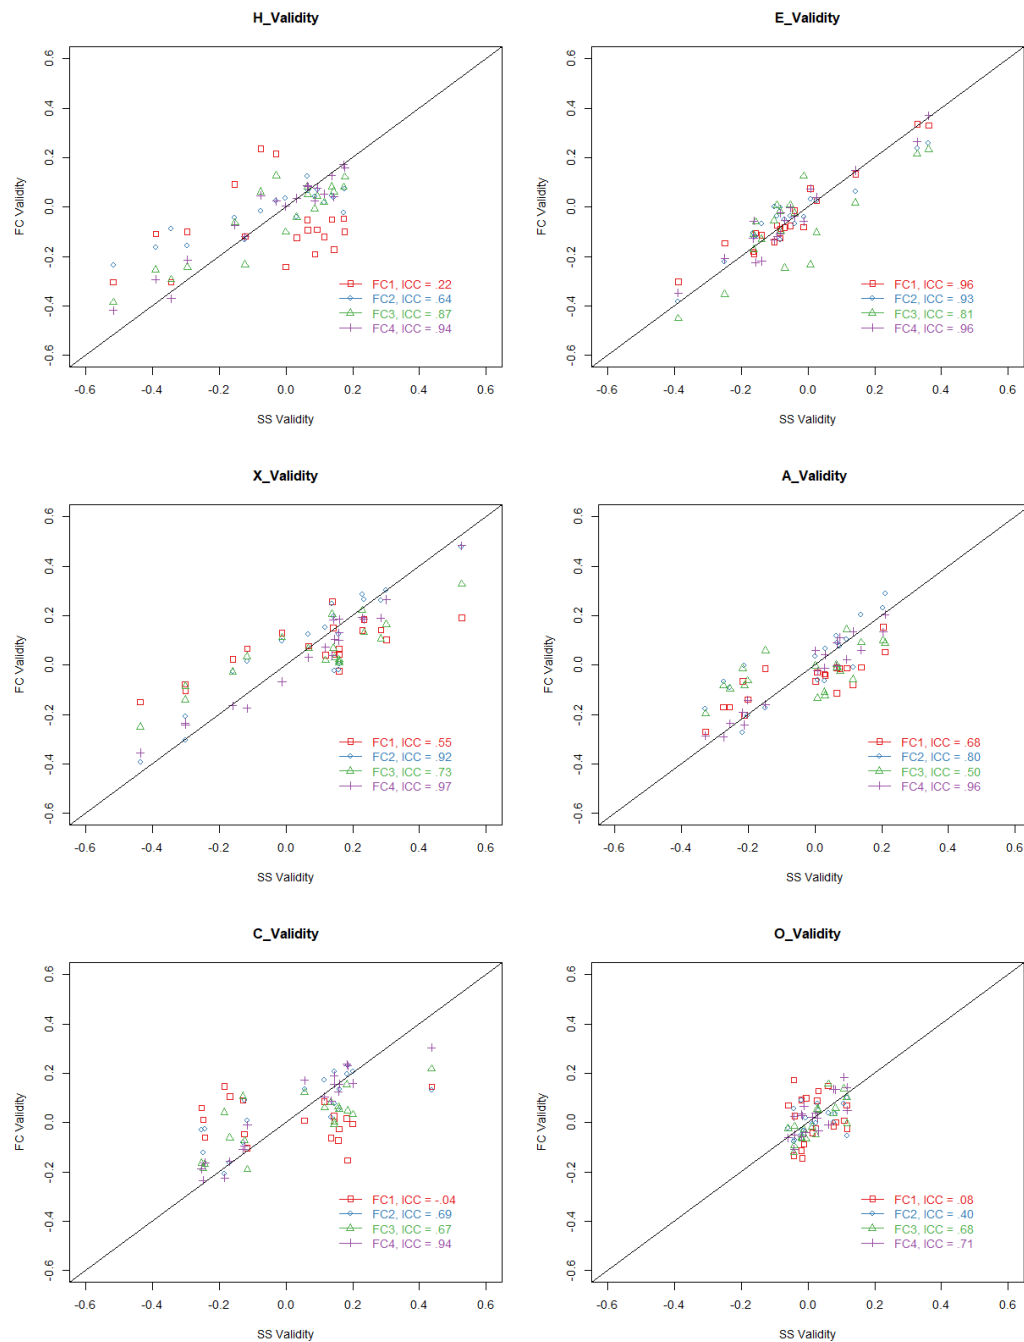 H_Validity
FC Validity
0.6
0.4
0.2
0.0
-0.2
-0.4
-0.6
FC1, ICC = .22
FC2, ICC = .64
FC3, ICC = .87
FC4, ICC = .94
-0.6 -0.4 -0.2 0.0 0.2 0.4 0.6
SS Validity
E_Validity
FC Validity
0.6
0.4
0.2
0.0
-0.2
-0.4
-0.6
FC1, ICC = .96
FC2, ICC = .93
FC3, ICC = .81
FC4, ICC = .96
-0.6 -0.4 -0.2 0.0 0.2 0.4 0.6
SS Validity
X_Validity
FC Validity
0.6
0.4
0.2
0.0
-0.2
-0.4
-0.6
FC1, ICC = .55
FC2, ICC = .92
FC3, ICC = .73
FC4, ICC = .97
-0.6 -0.4 -0.2 0.0 0.2 0.4 0.6
SS Validity
A_Validity
FC Validity
0.6
0.4
0.2
0.0
-0.2
-0.4
-0.6
FC1, ICC = .68
FC2, ICC = .80
FC3, ICC = .50
FC4, ICC = .96
-0.6 -0.4 -0.2 0.0 0.2 0.4 0.6
SS Validity
C_Validity
FC Validity
0.6
0.4
0.2
0.0
-0.2
-0.4
-0.6
FC1, ICC = -.04
FC2, ICC = .69
FC3, ICC = .67
FC4, ICC = .94
-0.6 -0.4 -0.2 0.0 0.2 0.4 0.6
SS Validity
O_Validity
FC Validity
0.6
0.4
0.2
0.0
-0.2
-0.4
-0.6
FC1, ICC = .08
FC2, ICC = .40
FC3, ICC = .68
FC4, ICC = .71
-0.6 -0.4 -0.2 0.0 0.2 0.4 0.6
SS Validity